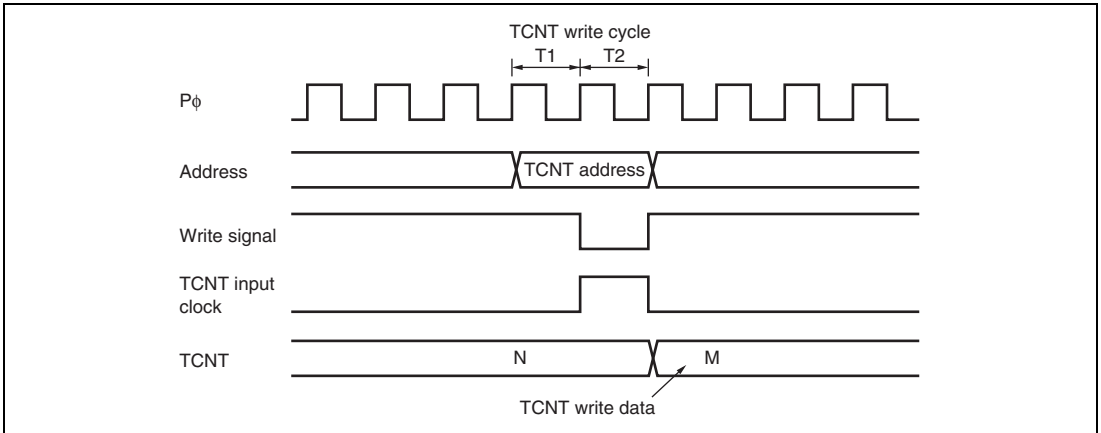 TCNT write cycle
T1 T2
Pϕ
Address
TCNT address
Write signal
TCNT input
clock
TCNT
N
M
TCNT write data